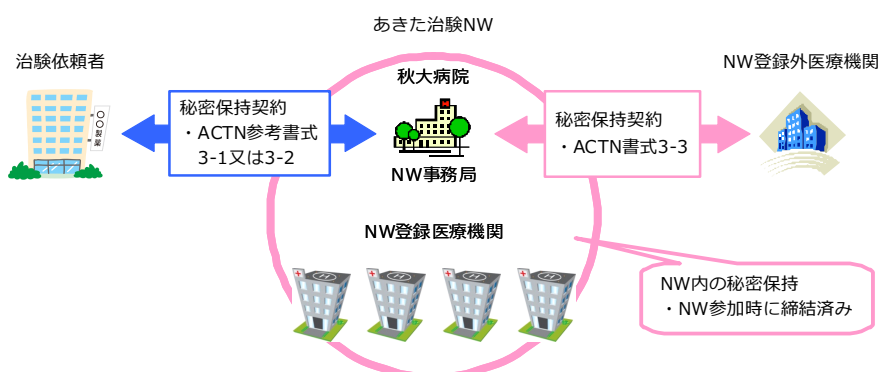 あきた治験NW
治験依頼者
秋大病院
NW登録外医療機関
秘密保持契約
・ACTN参考書式
3-1又は3-2
秘密保持契約
・ACTN書式3-3
NW事務局
NW登録医療機関
NW内の秘密保持
・NW参加時に締結済み